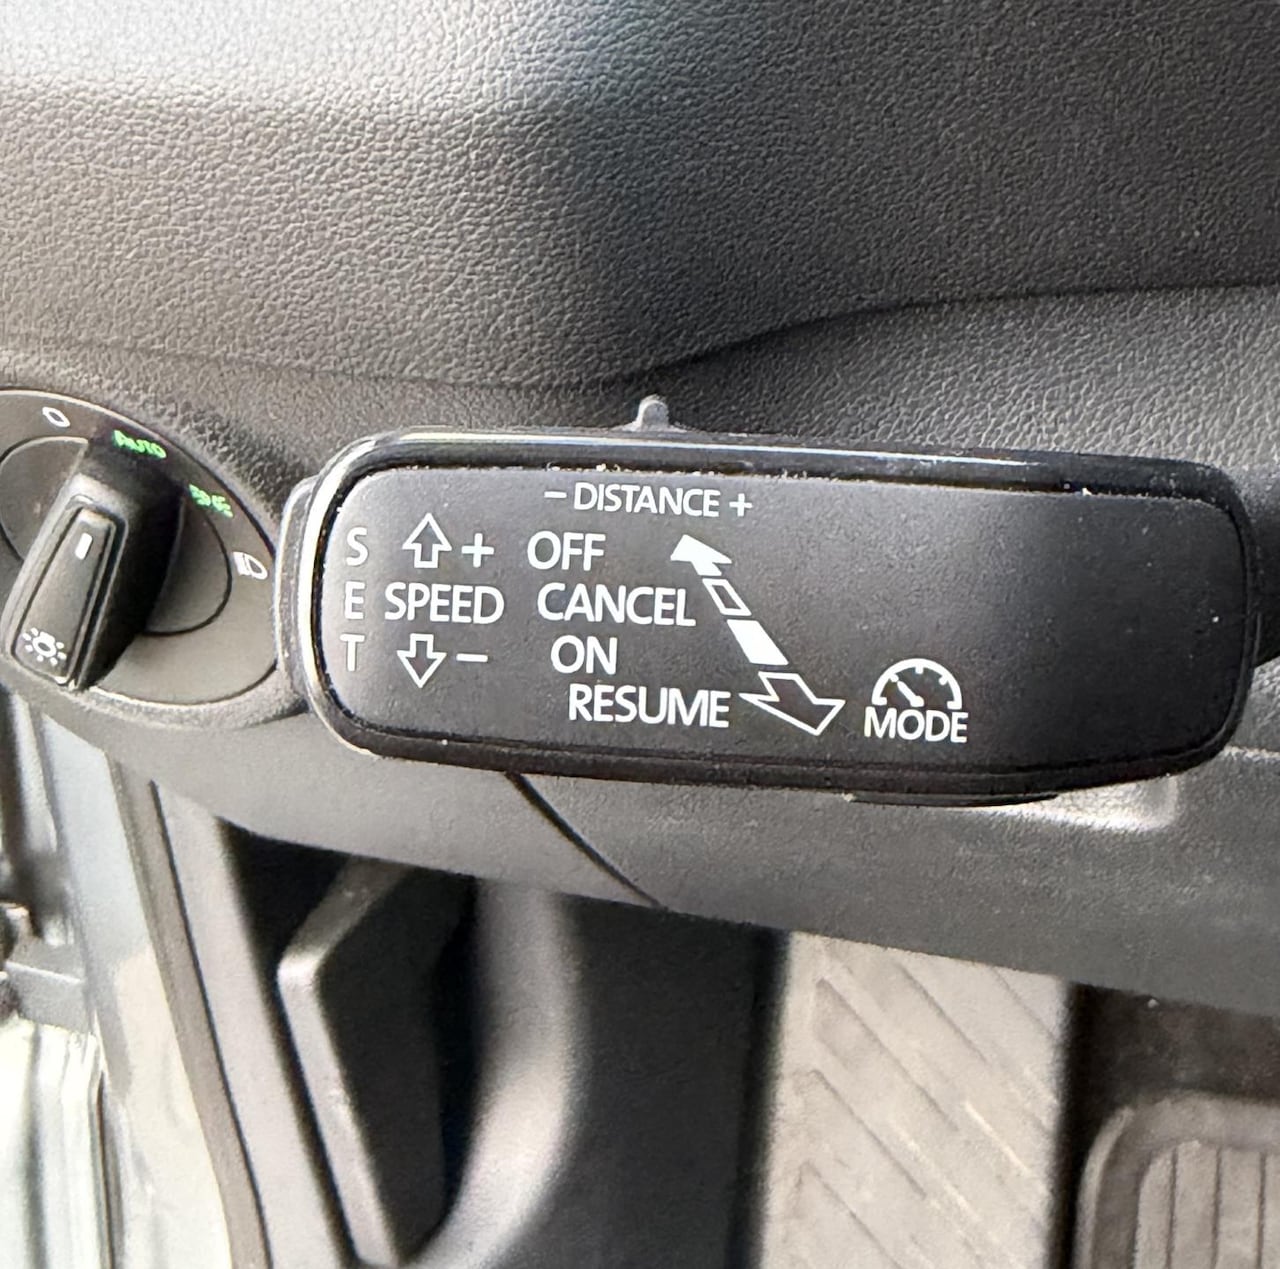 AUTO
− DISTANCE +
S + OFF
E SPEED CANCEL
T − ON
RESUME
MODE